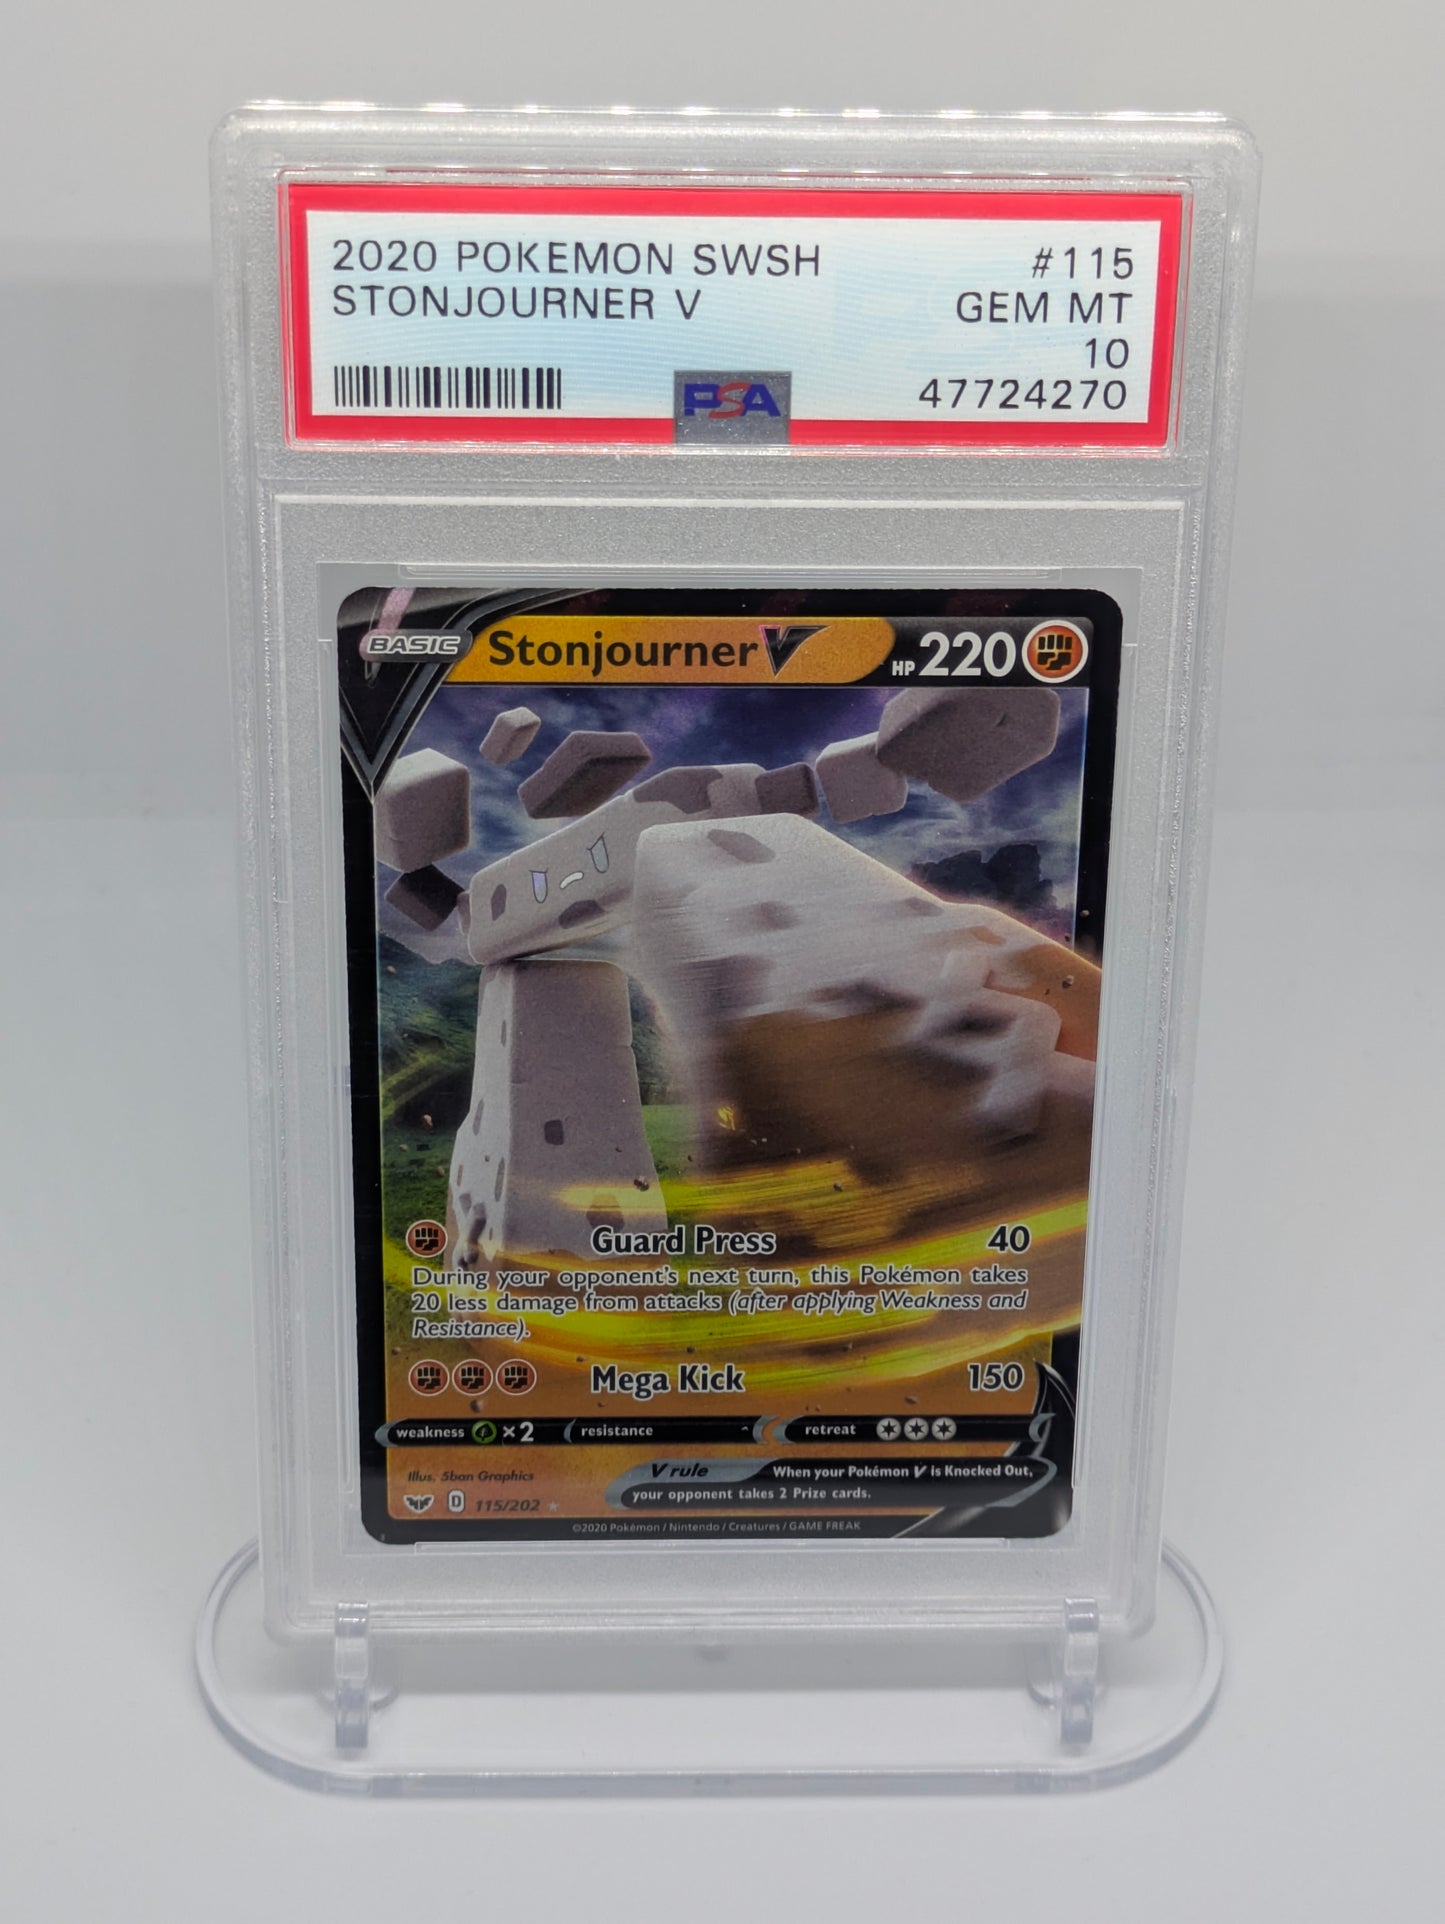 2020 POKEMON SWSH #115
STONJOURNER V GEM MT
10
PSA 47724270
BASIC Stonjourner V HP 220
Guard Press 40
During your opponent's next turn, this Pokémon takes
20 less damage from attacks (after applying Weakness and
Resistance).
Mega Kick 150
weakness ×2 resistance retreat
Illus. 5ban Graphics
V rule When your Pokémon V is Knocked Out,
your opponent takes 2 Prize cards.
D 115/202 ★
©2020 Pokémon / Nintendo / Creatures / GAME FREAK